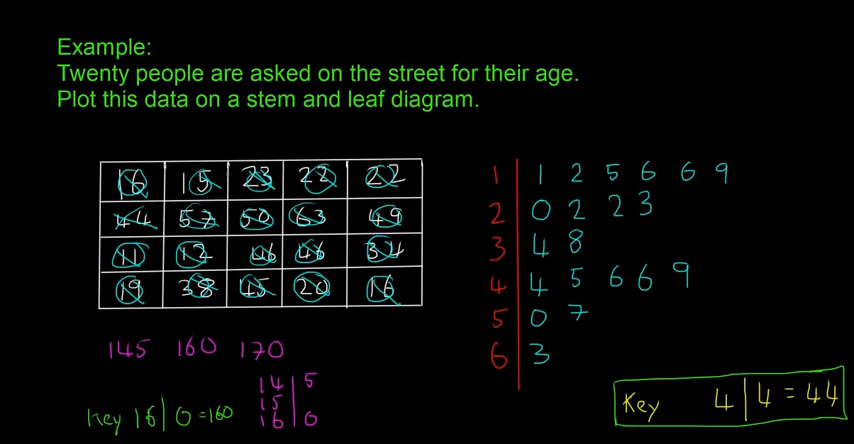 Example:
Twenty people are asked on the street for their age.
Plot this data on a stem and leaf diagram.
16 15 23 22 22
44 57 50 63 49
11 12 46 46 34
19 38 45 20 16
1 | 1 2 5 6 6 9
2 | 0 2 2 3
3 | 4 8
4 | 4 5 6 6 9
5 | 0 7
6 | 3
145 160 170
14 | 5
15 |
16 | 0
Key 16 | 0 = 160
Key 4 | 4 = 44